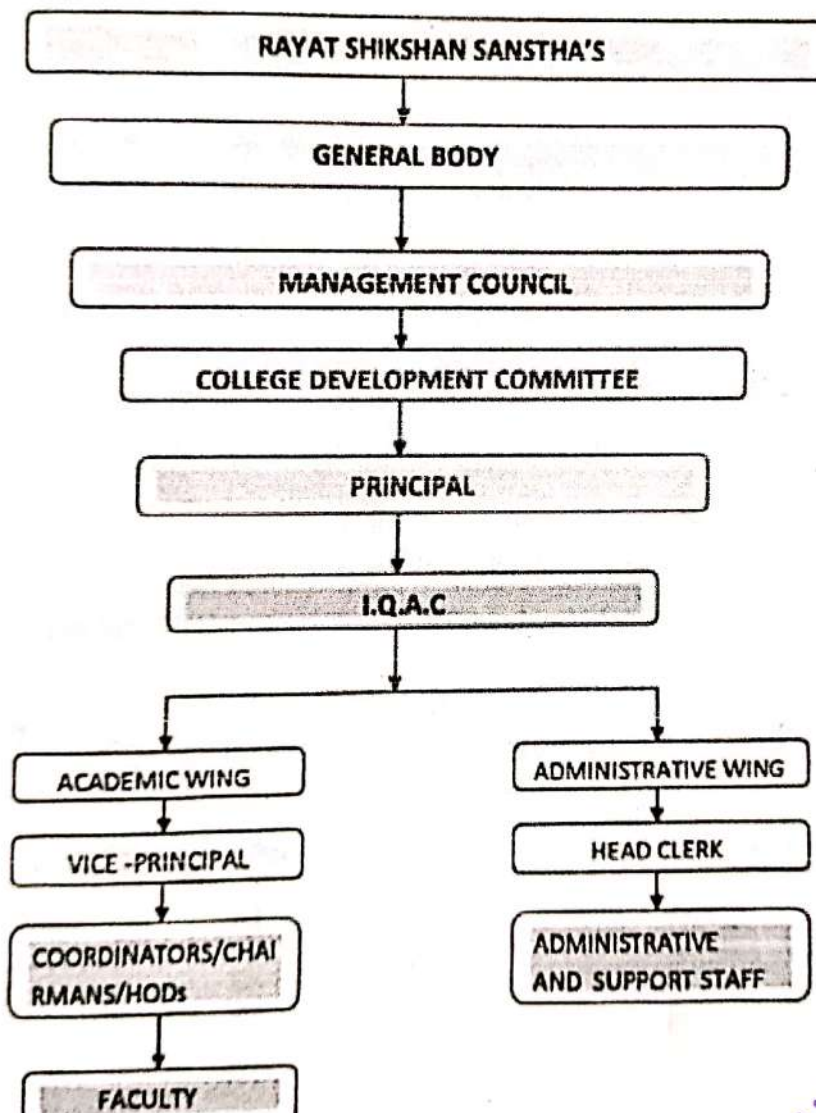 RAYAT SHIKSHAN SANSTHA'S
GENERAL BODY
MANAGEMENT COUNCIL
COLLEGE DEVELOPMENT COMMITTEE
PRINCIPAL
I.Q.A.C
ACADEMIC WING
VICE -PRINCIPAL
COORDINATORS/CHAI
RMANS/HODs
FACULTY
ADMINISTRATIVE WING
HEAD CLERK
ADMINISTRATIVE
AND SUPPORT STAFF